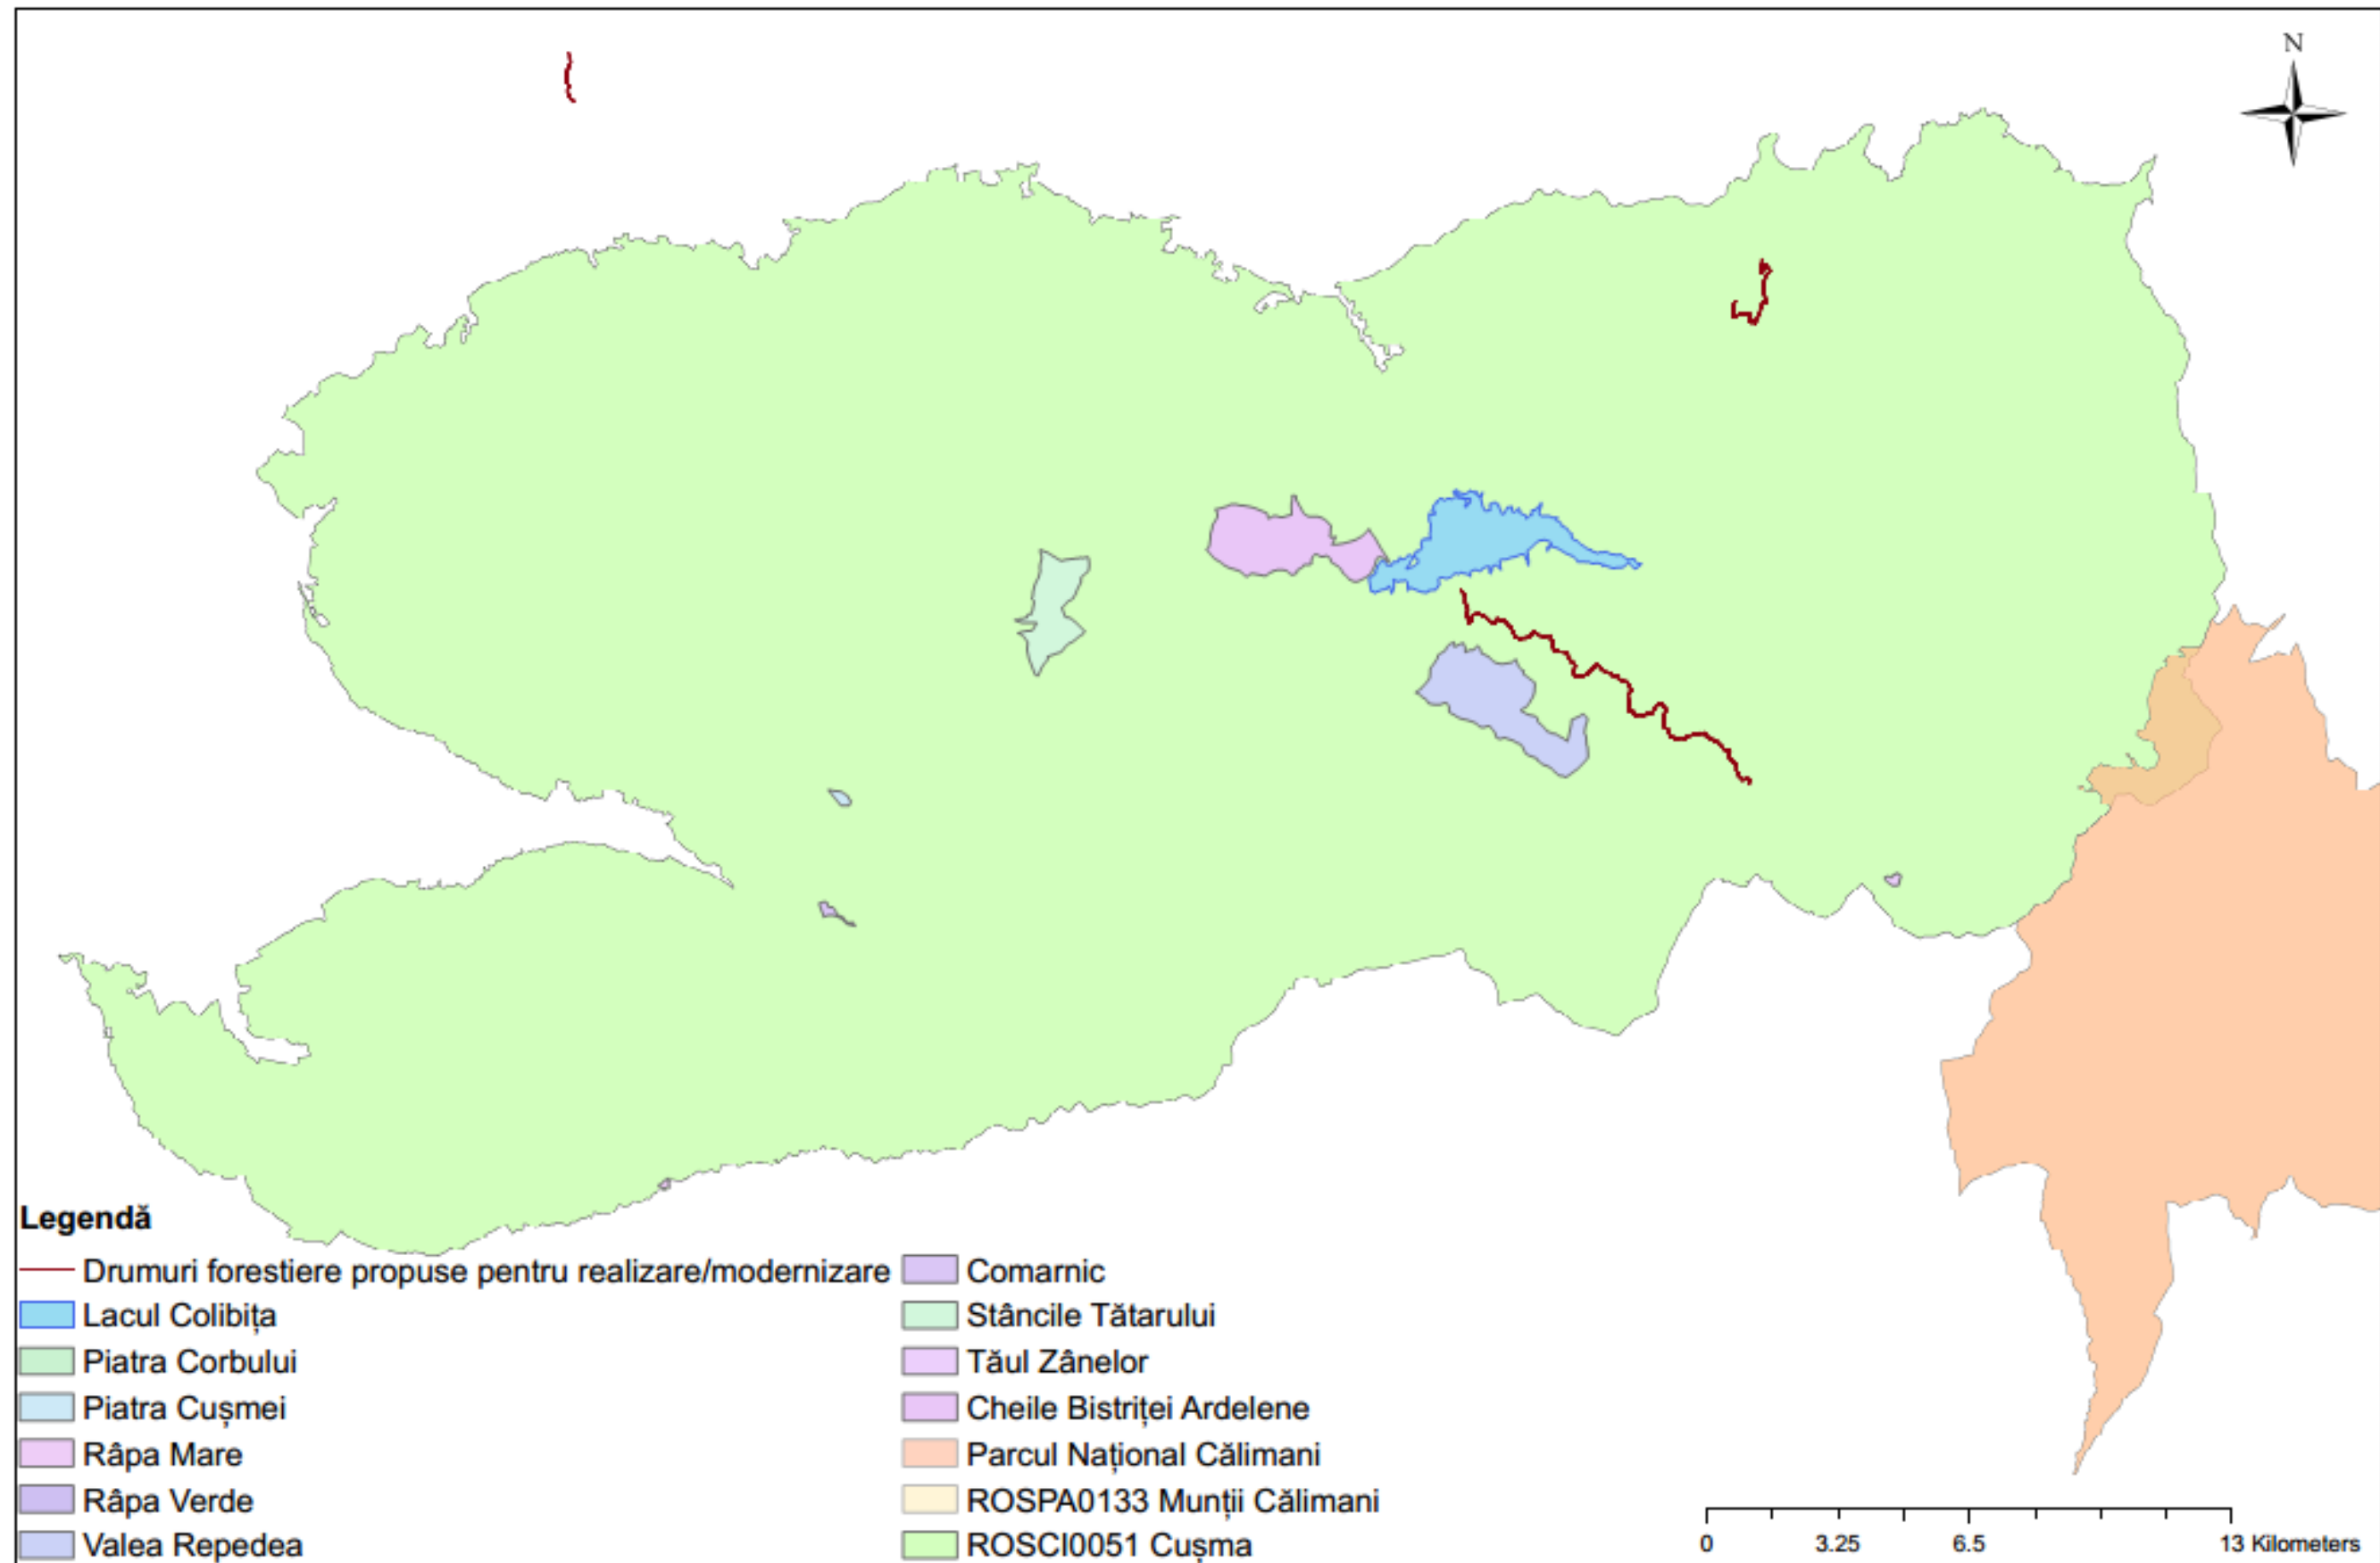 N
Legendă
Drumuri forestiere propuse pentru realizare/modernizare
Lacul Colibița
Piatra Corbului
Piatra Cușmei
Râpa Mare
Râpa Verde
Valea Repedea
Comarnic
Stâncile Tătarului
Tăul Zânelor
Cheile Bistriței Ardelene
Parcul Național Călimani
ROSPA0133 Munții Călimani
ROSCI0051 Cușma
0 3.25 6.5 13 Kilometers